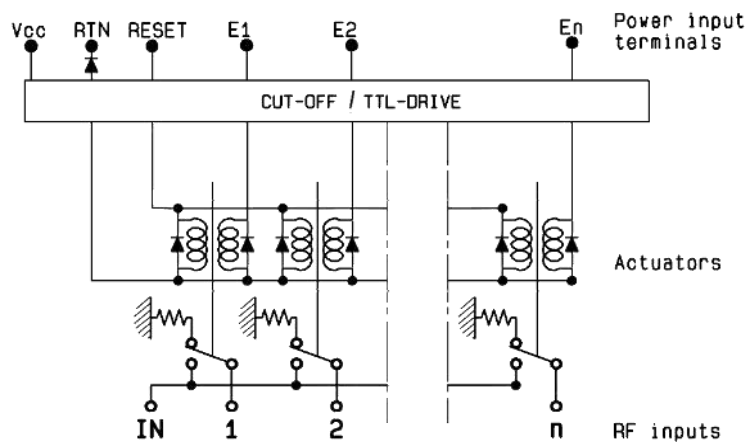 Vcc RTN RESET E1 E2 En Power input
terminals
CUT-OFF / TTL-DRIVE
Actuators
IN 1 2 n RF inputs